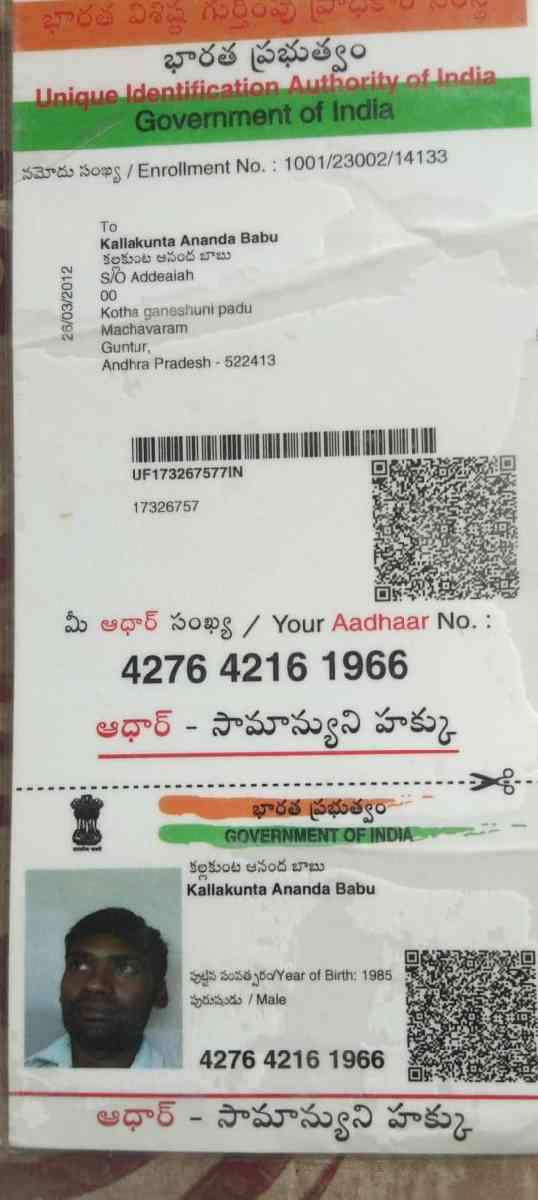 భారత విశిష్ట గుర్తింపు ప్రాధికార సంస్థ
భారత ప్రభుత్వం
Unique Identification Authority of India
Government of India
నమోదు సంఖ్య / Enrollment No. : 1001/23002/14133
To
Kallakunta Ananda Babu
కల్లకుంట ఆనంద బాబు
S/O Addeaiah
00
Kotha ganeshuni padu
Machavaram
Guntur,
Andhra Pradesh - 522413
26/03/2012
UF173267577IN
17326757
మీ ఆధార్ సంఖ్య / Your Aadhaar No. :
4276 4216 1966
ఆధార్ - సామాన్యుని హక్కు
భారత ప్రభుత్వం
GOVERNMENT OF INDIA
కల్లకుంట ఆనంద బాబు
Kallakunta Ananda Babu
పుట్టిన సంవత్సరం/Year of Birth: 1985
పురుషుడు / Male
4276 4216 1966
ఆధార్ - సామాన్యుని హక్కు